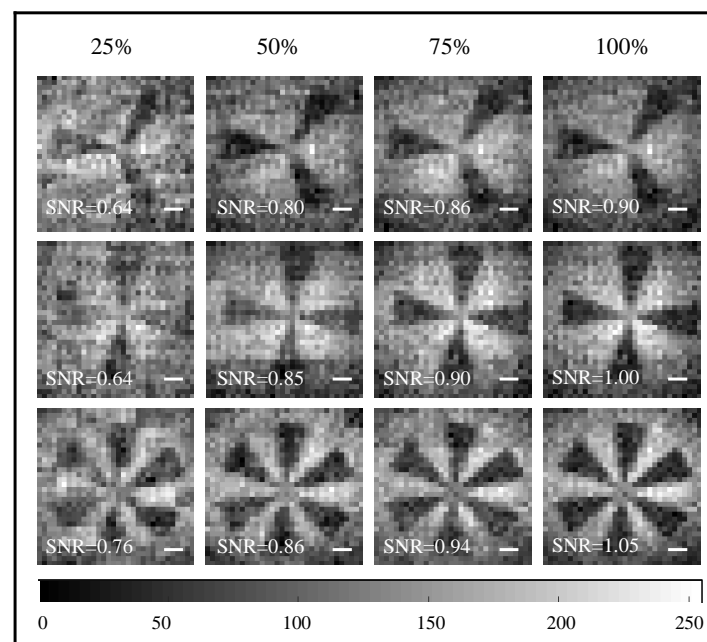 25% 50% 75% 100%
SNR=0.64 SNR=0.80 SNR=0.86 SNR=0.90
SNR=0.64 SNR=0.85 SNR=0.90 SNR=1.00
SNR=0.76 SNR=0.86 SNR=0.94 SNR=1.05
0 50 100 150 200 250